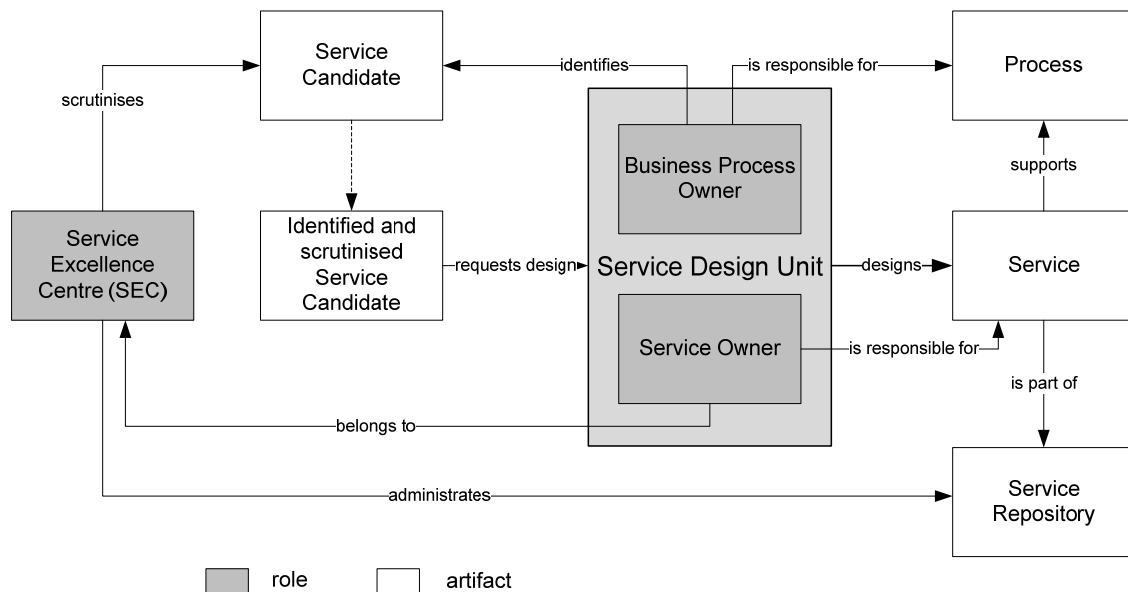 Service
Candidate
identifies
is responsible for
Process
scrutinises
Business Process
Owner
supports
Service
Excellence
Centre (SEC)
Identified and
scrutinised
Service
Candidate
requests design
Service Design Unit
designs
Service
Service Owner
is responsible for
is part of
belongs to
administrates
Service
Repository
role
artifact